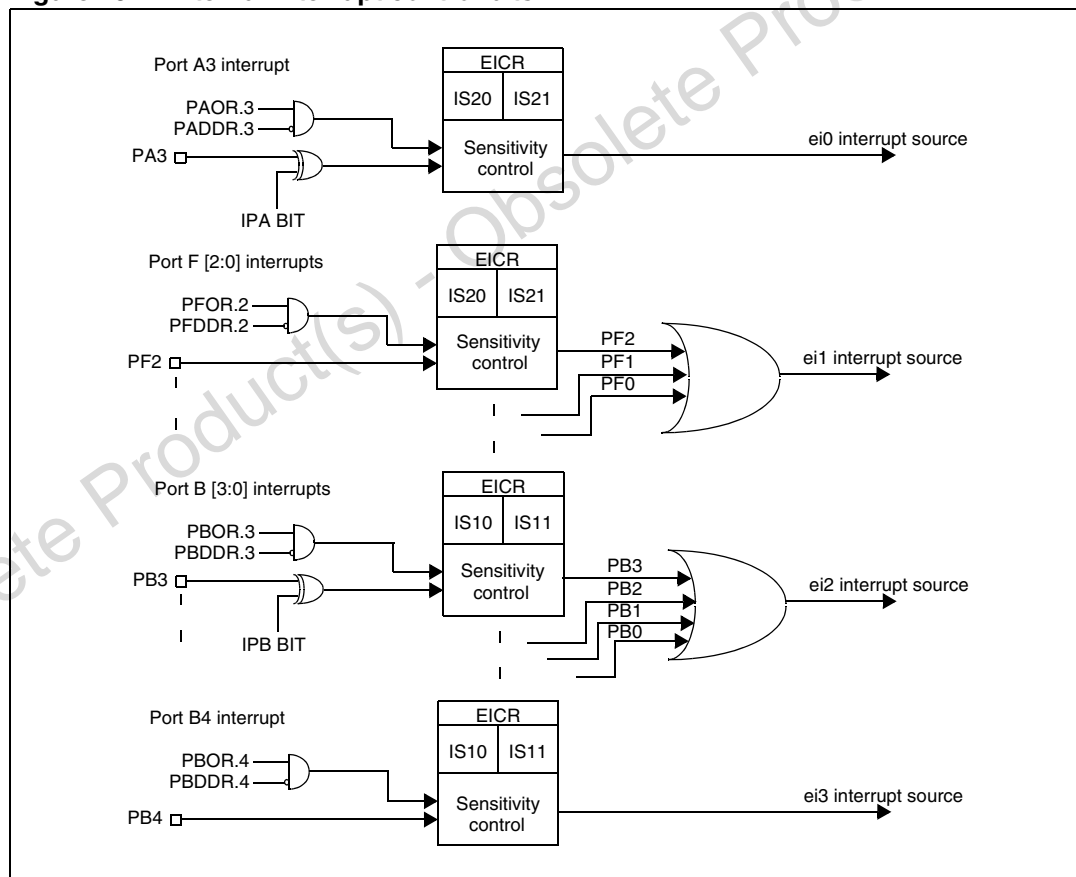 Port A3 interrupt
EICR
IS20 IS21
Sensitivity
control
PAOR.3
PADDR.3
PA3
IPA BIT
ei0 interrupt source
Port F [2:0] interrupts
EICR
IS20 IS21
Sensitivity
control
PFOR.2
PFDDR.2
PF2
PF2
PF1
PF0
ei1 interrupt source
Port B [3:0] interrupts
EICR
IS10 IS11
Sensitivity
control
PBOR.3
PBDDR.3
PB3
IPB BIT
PB3
PB2
PB1
PB0
ei2 interrupt source
Port B4 interrupt
EICR
IS10 IS11
Sensitivity
control
PBOR.4
PBDDR.4
PB4
ei3 interrupt source
Product(s) - Obsolete